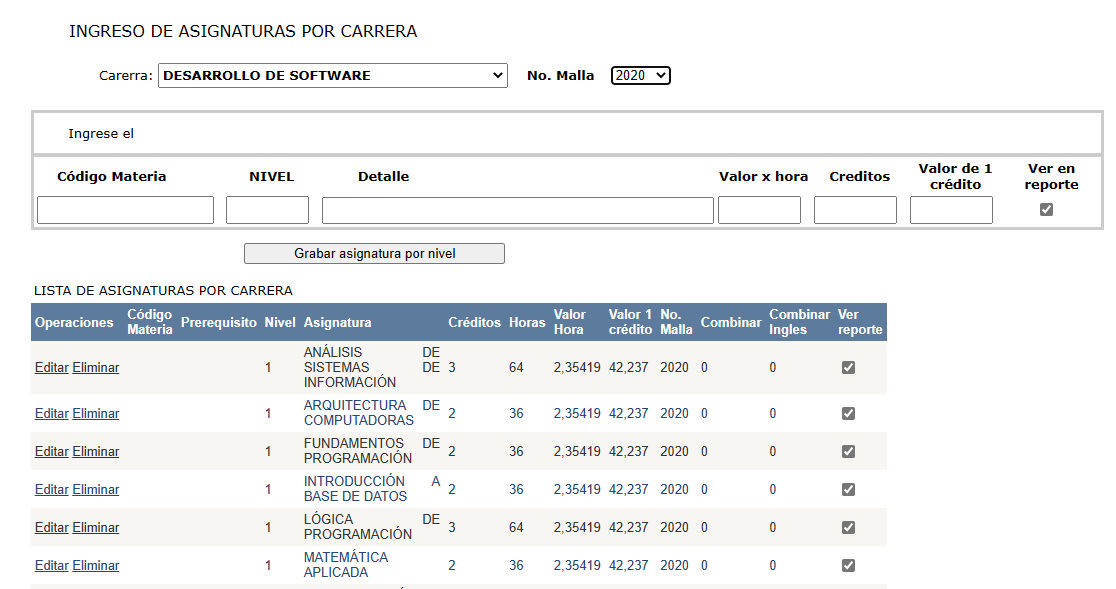 INGRESO DE ASIGNATURAS POR CARRERA
Carerra: DESARROLLO DE SOFTWARE No. Malla 2020
Ingrese el
Código Materia NIVEL Detalle Valor x hora Creditos Valor de 1 crédito Ver en reporte
Grabar asignatura por nivel
LISTA DE ASIGNATURAS POR CARRERA
Operaciones Código Materia Prerequisito Nivel Asignatura Créditos Horas Valor Hora Valor 1 crédito No. Malla Combinar Combinar Ingles Ver reporte
Editar Eliminar 1 ANÁLISIS DE SISTEMAS DE INFORMACIÓN 3 64 2,35419 42,237 2020 0 0
Editar Eliminar 1 ARQUITECTURA DE COMPUTADORAS 2 36 2,35419 42,237 2020 0 0
Editar Eliminar 1 FUNDAMENTOS DE PROGRAMACIÓN 2 36 2,35419 42,237 2020 0 0
Editar Eliminar 1 INTRODUCCIÓN A BASE DE DATOS 2 36 2,35419 42,237 2020 0 0
Editar Eliminar 1 LÓGICA DE PROGRAMACIÓN 3 64 2,35419 42,237 2020 0 0
Editar Eliminar 1 MATEMÁTICA APLICADA 2 36 2,35419 42,237 2020 0 0